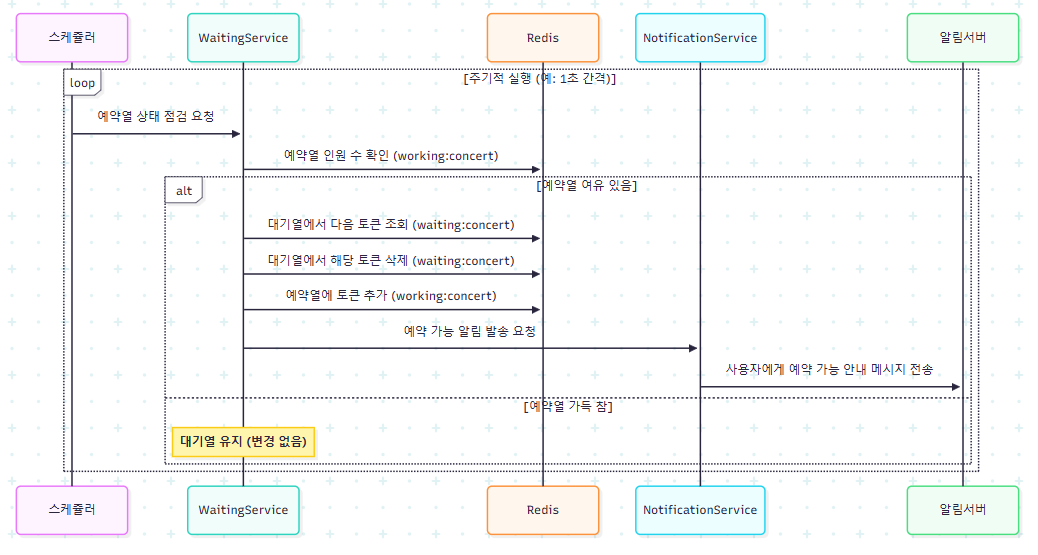 스케쥴러
WaitingService
Redis
NotificationService
알림서버
loop
[주기적 실행 (예: 1초 간격)]
예약열 상태 점검 요청
예약열 인원 수 확인 (working:concert)
alt
[예약열 여유 있음]
대기열에서 다음 토큰 조회 (waiting:concert)
대기열에서 해당 토큰 삭제 (waiting:concert)
예약열에 토큰 추가 (working:concert)
예약 가능 알림 발송 요청
사용자에게 예약 가능 안내 메시지 전송
[예약열 가득 참]
대기열 유지 (변경 없음)
스케쥴러
WaitingService
Redis
NotificationService
알림서버